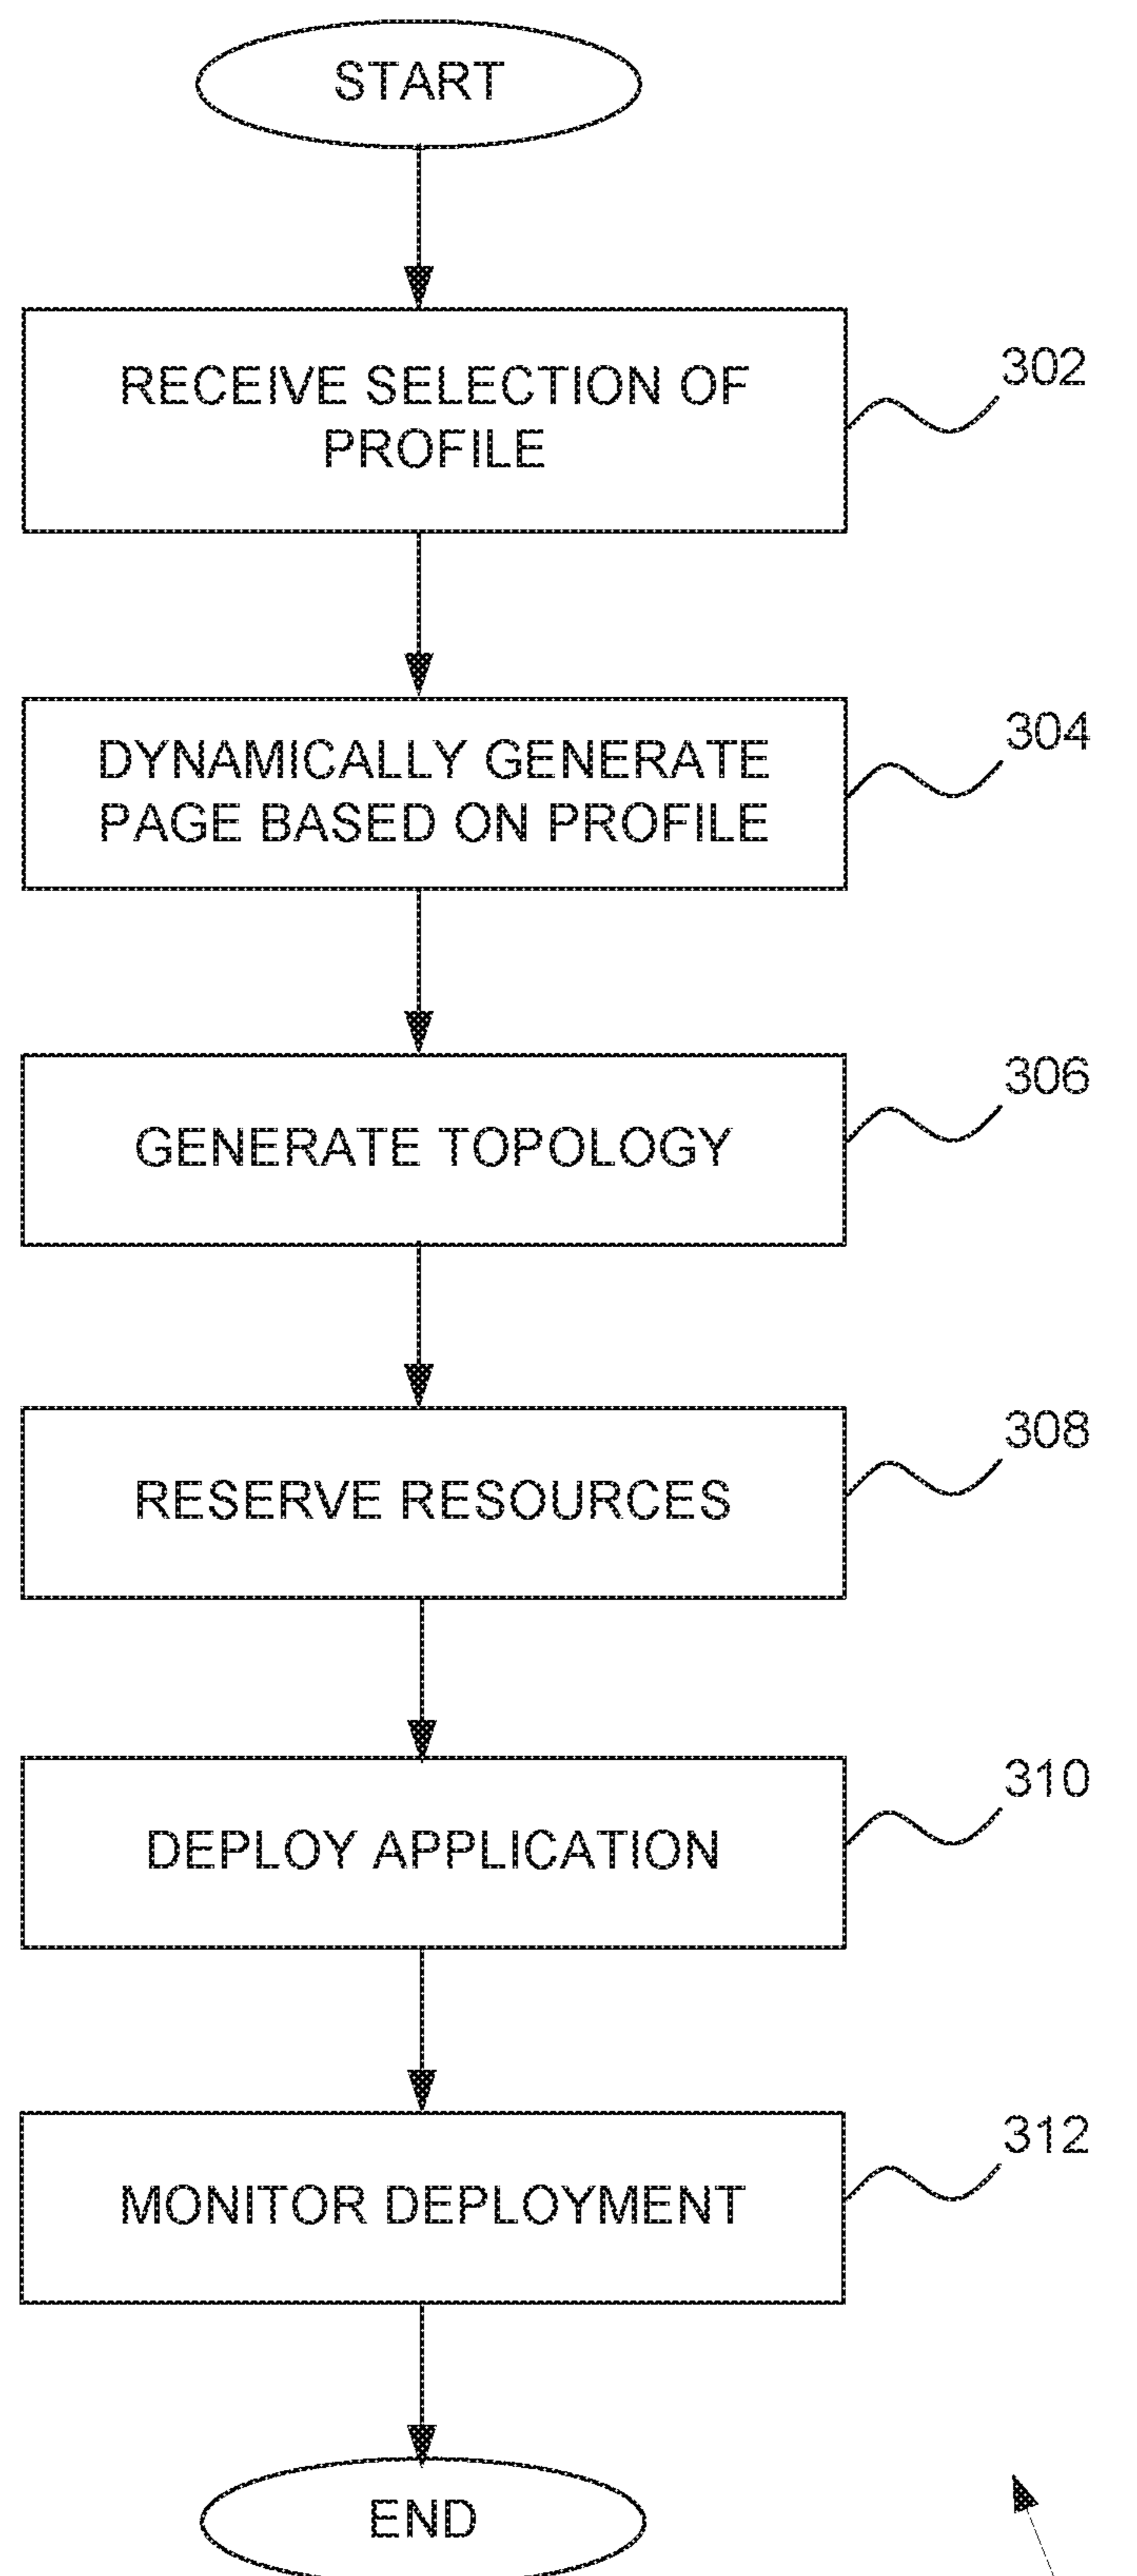 START
RECEIVE SELECTION OF
PROFILE
302
DYNAMICALLY GENERATE
PAGE BASED ON PROFILE
304
GENERATE TOPOLOGY
306
RESERVE RESOURCES
308
DEPLOY APPLICATION
310
MONITOR DEPLOYMENT
312
END